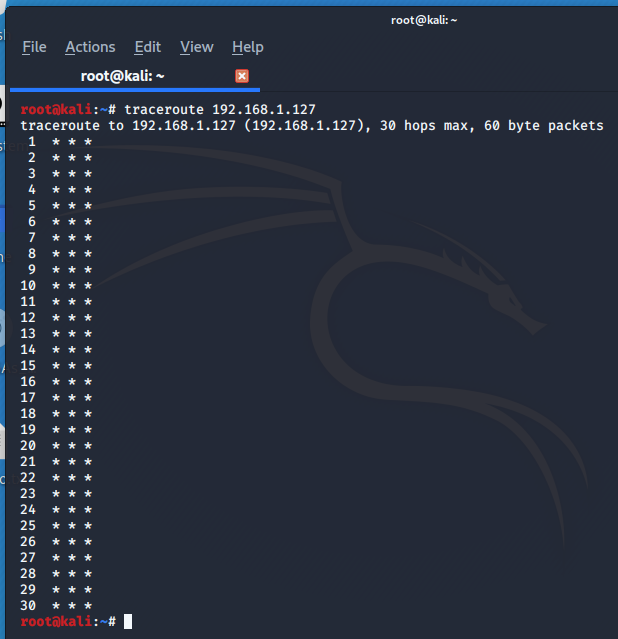 root@kali: ~
File Actions Edit View Help
root@kali: ~
root@kali:~# traceroute 192.168.1.127
traceroute to 192.168.1.127 (192.168.1.127), 30 hops max, 60 byte packets
1 * * *
2 * * *
3 * * *
4 * * *
5 * * *
6 * * *
7 * * *
8 * * *
9 * * *
10 * * *
11 * * *
12 * * *
13 * * *
14 * * *
15 * * *
16 * * *
17 * * *
18 * * *
19 * * *
20 * * *
21 * * *
22 * * *
23 * * *
24 * * *
25 * * *
26 * * *
27 * * *
28 * * *
29 * * *
30 * * *
root@kali:~#